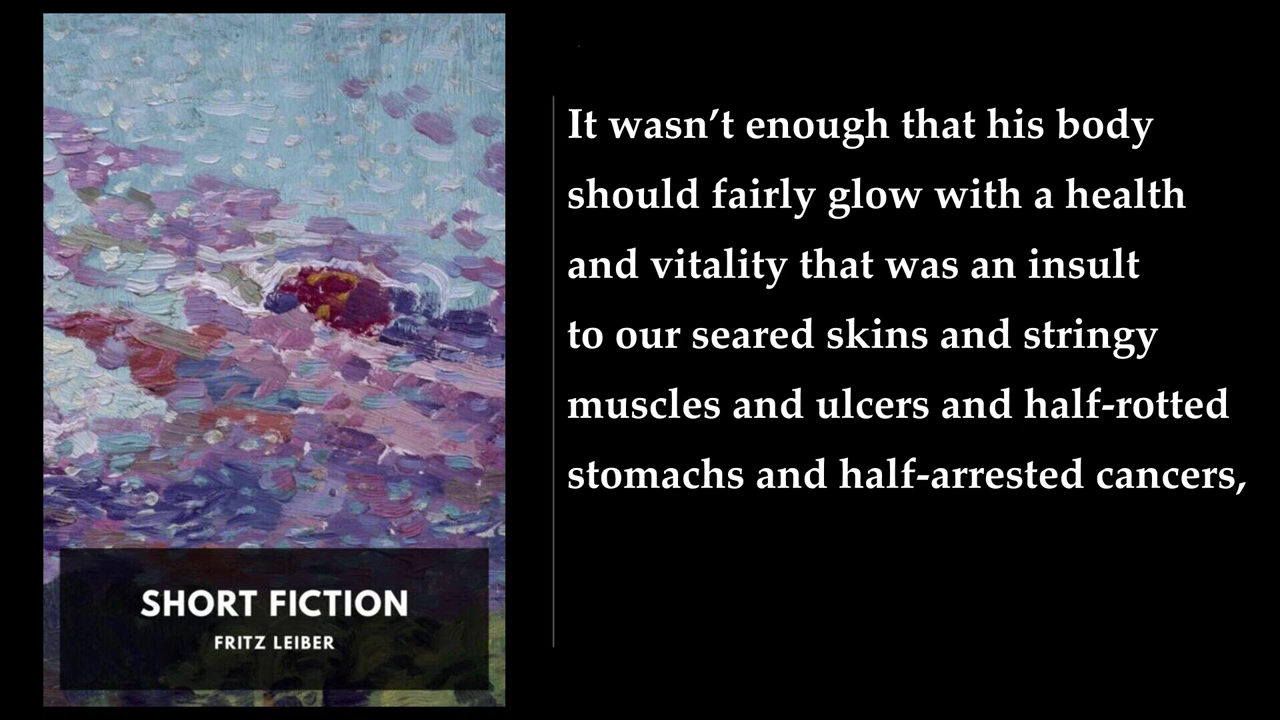 SHORT FICTION
FRITZ LEIBER
It wasn’t enough that his body
should fairly glow with a health
and vitality that was an insult
to our seared skins and stringy
muscles and ulcers and half-rotted
stomachs and half-arrested cancers,